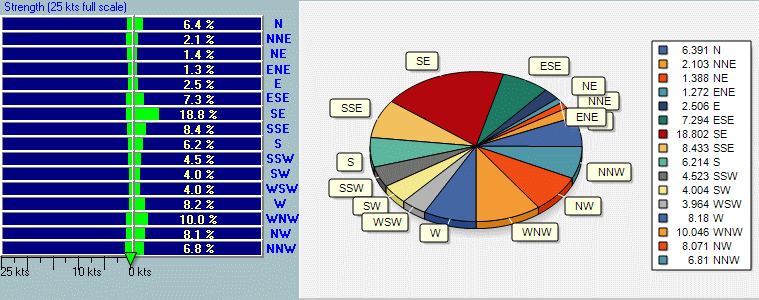 Strength (25 kts full scale)
6.4 % N
2.1 % NNE
1.4 % NE
1.3 % ENE
2.5 % E
7.3 % ESE
18.8 % SE
8.4 % SSE
6.2 % S
4.5 % SSW
4.0 % SW
4.0 % WSW
8.2 % W
10.0 % WNW
8.1 % NW
6.8 % NNW
25 kts 10 kts 0 kts
SE
ESE
NE
NNE
ENE
SSE
S
SSW
SW
WSW
W
WNW
NW
NNW
6.391 N
2.103 NNE
1.388 NE
1.272 ENE
2.506 E
7.294 ESE
18.802 SE
8.433 SSE
6.214 S
4.523 SSW
4.004 SW
3.964 WSW
8.18 W
10.046 WNW
8.071 NW
6.81 NNW